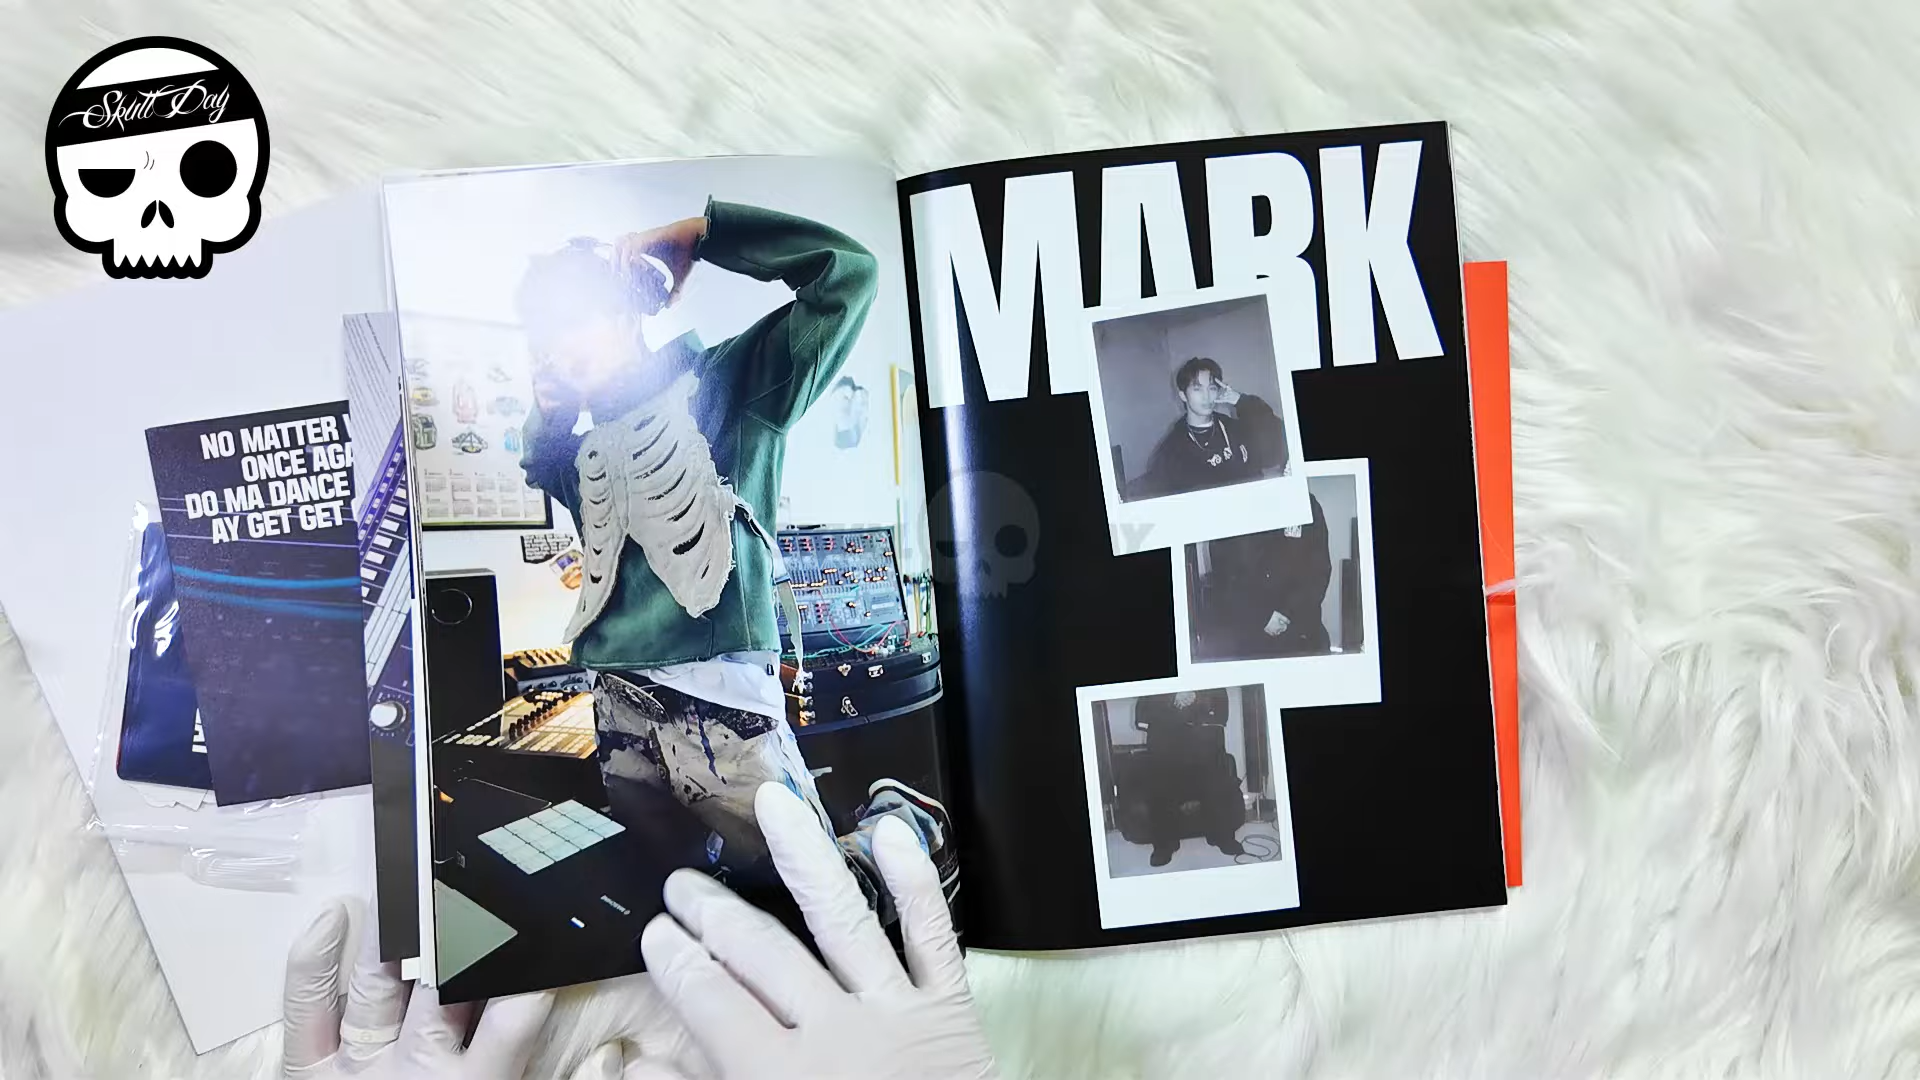 Skull Day
MARK
NO MATTER
ONCE AGA
DO MA DANCE
AY GET GET